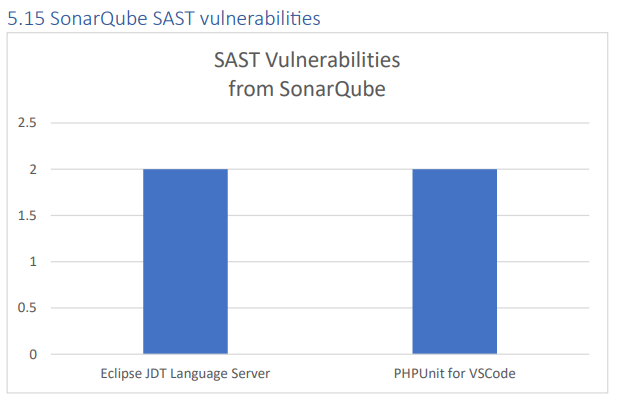 5.15 SonarQube SAST vulnerabilities
SAST Vulnerabilities
from SonarQube
2.5
2
1.5
1
0.5
0
Eclipse JDT Language Server
PHPUnit for VSCode